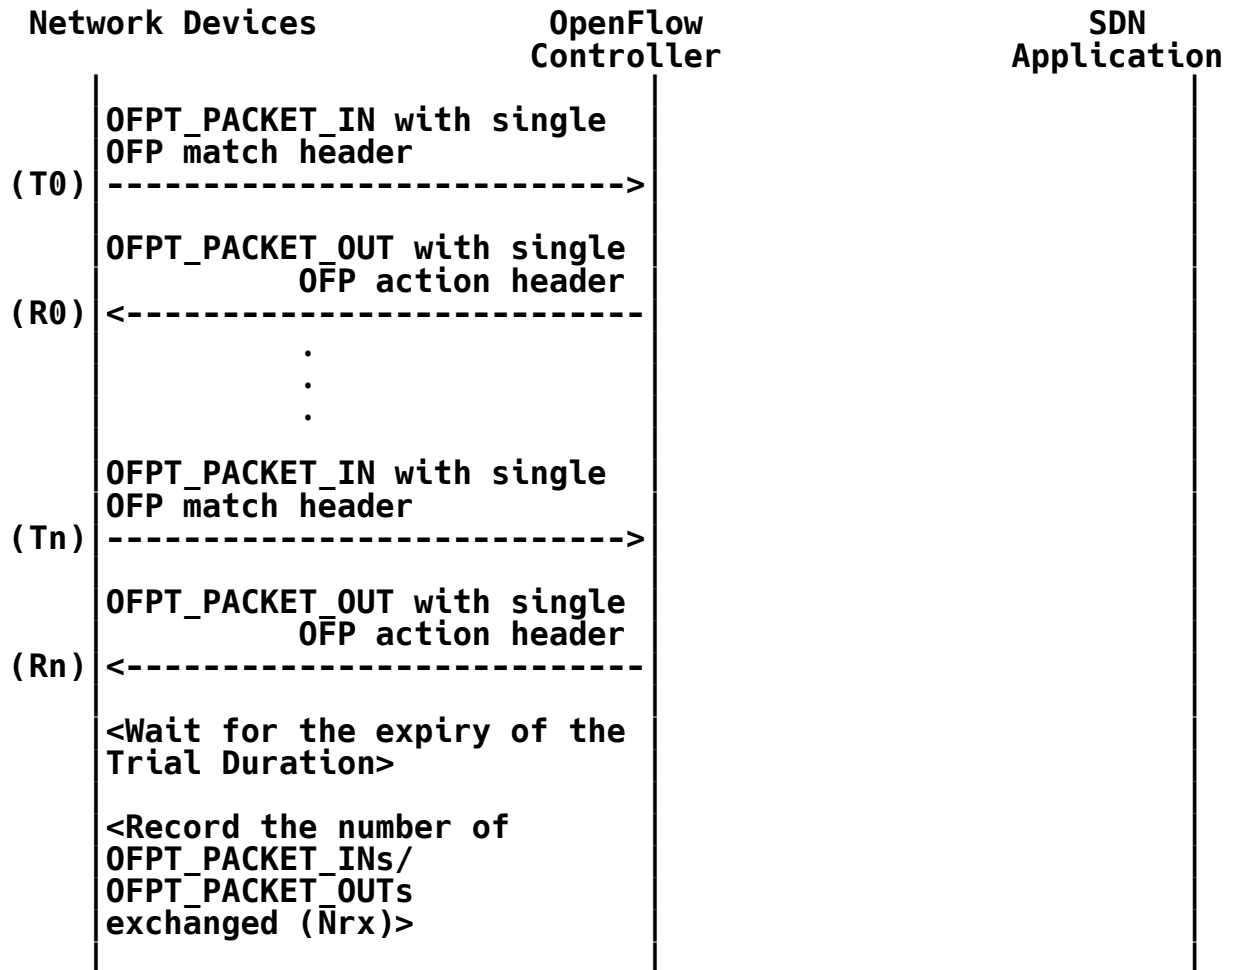 Network Devices            OpenFlow                    SDN
                          Controller               Application
    |                            |                           |
    |OFPT_PACKET_IN with single  |                           |
    |OFP match header            |                           |
(T0)|--------------------------->|                           |
    |                            |                           |
    |OFPT_PACKET_OUT with single |                           |
    |          OFP action header |                           |
(R0)|<---------------------------|                           |
    |          .                 |                           |
    |          .                 |                           |
    |          .                 |                           |
    |                            |                           |
    |OFPT_PACKET_IN with single  |                           |
    |OFP match header            |                           |
(Tn)|--------------------------->|                           |
    |                            |                           |
    |OFPT_PACKET_OUT with single |                           |
    |          OFP action header |                           |
(Rn)|<---------------------------|                           |
    |                            |                           |
    |<Wait for the expiry of the |                           |
    |Trial Duration>             |                           |
    |                            |                           |
    |<Record the number of       |                           |
    |OFPT_PACKET_INs/            |                           |
    |OFPT_PACKET_OUTs            |                           |
    |exchanged (Nrx)>            |                           |
    |                            |                           |